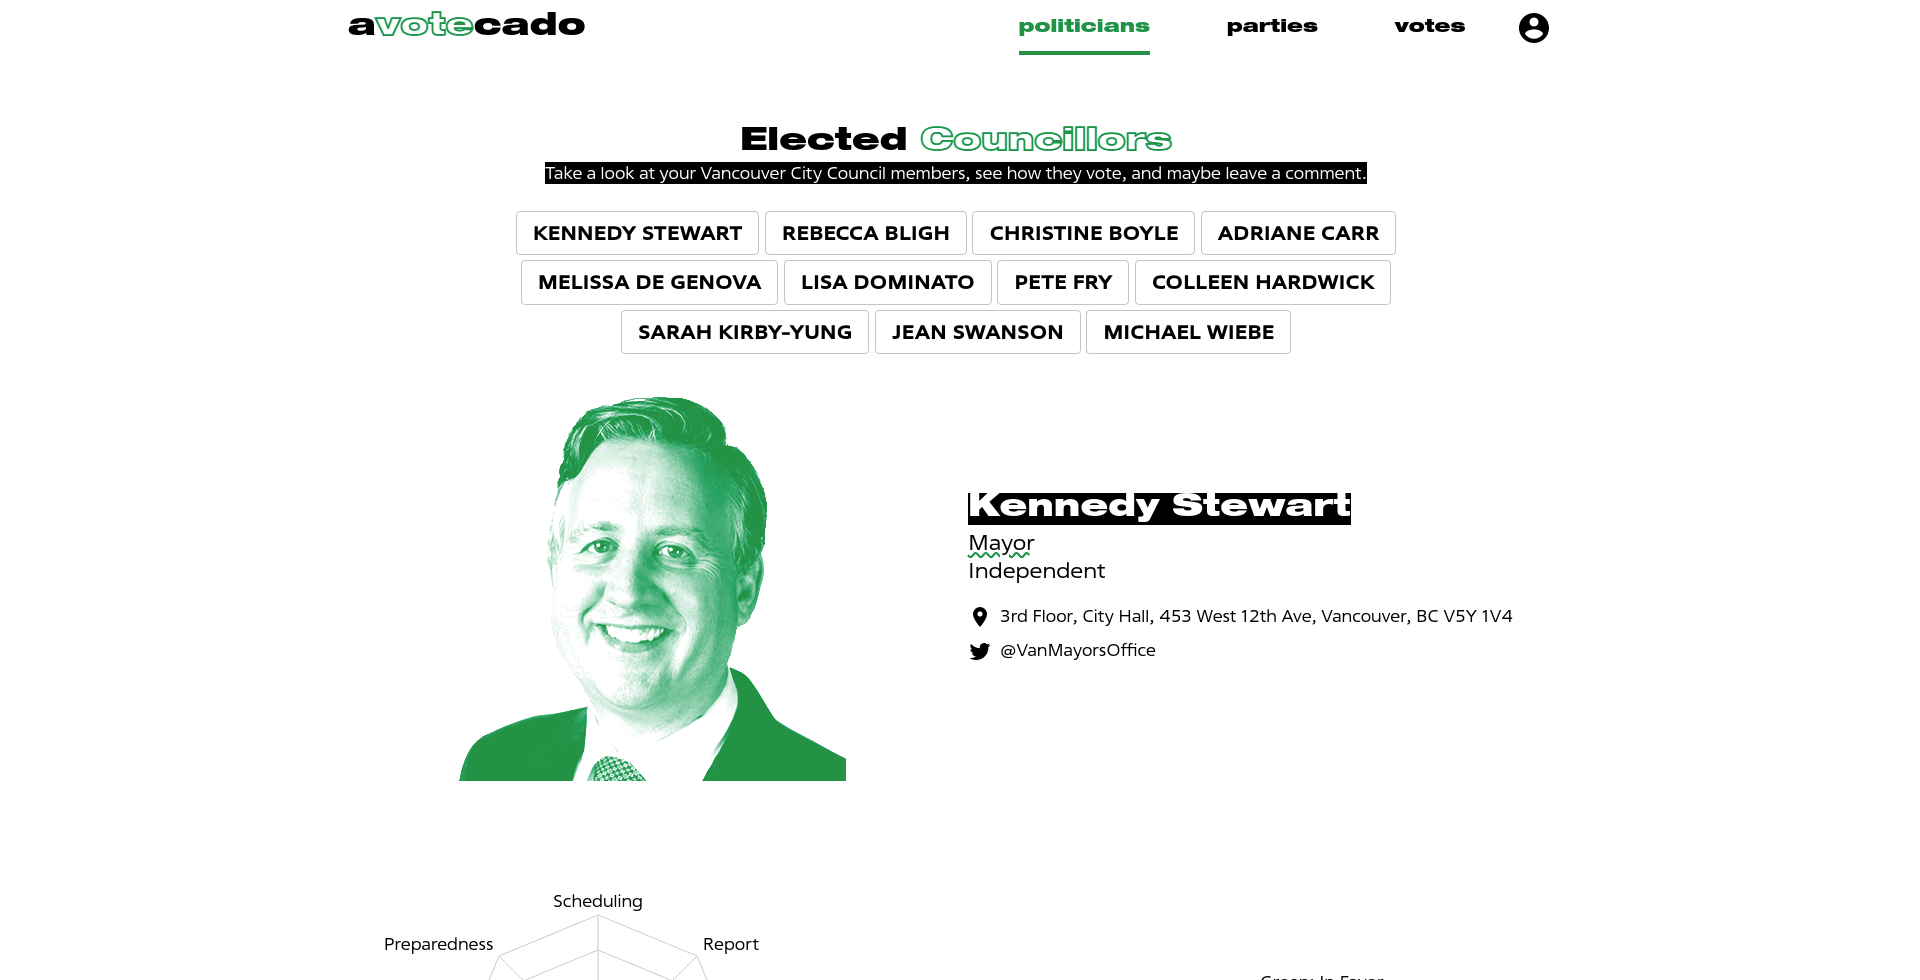 avotecado
politicians
parties
votes
Elected Councillors
Take a look at your Vancouver City Council members, see how they vote, and maybe leave a comment.
KENNEDY STEWART
REBECCA BLIGH
CHRISTINE BOYLE
ADRIANE CARR
MELISSA DE GENOVA
LISA DOMINATO
PETE FRY
COLLEEN HARDWICK
SARAH KIRBY-YUNG
JEAN SWANSON
MICHAEL WIEBE
Kennedy Stewart
Mayor
Independent
3rd Floor, City Hall, 453 West 12th Ave, Vancouver, BC V5Y 1V4
@VanMayorsOffice
Scheduling
Preparedness
Report